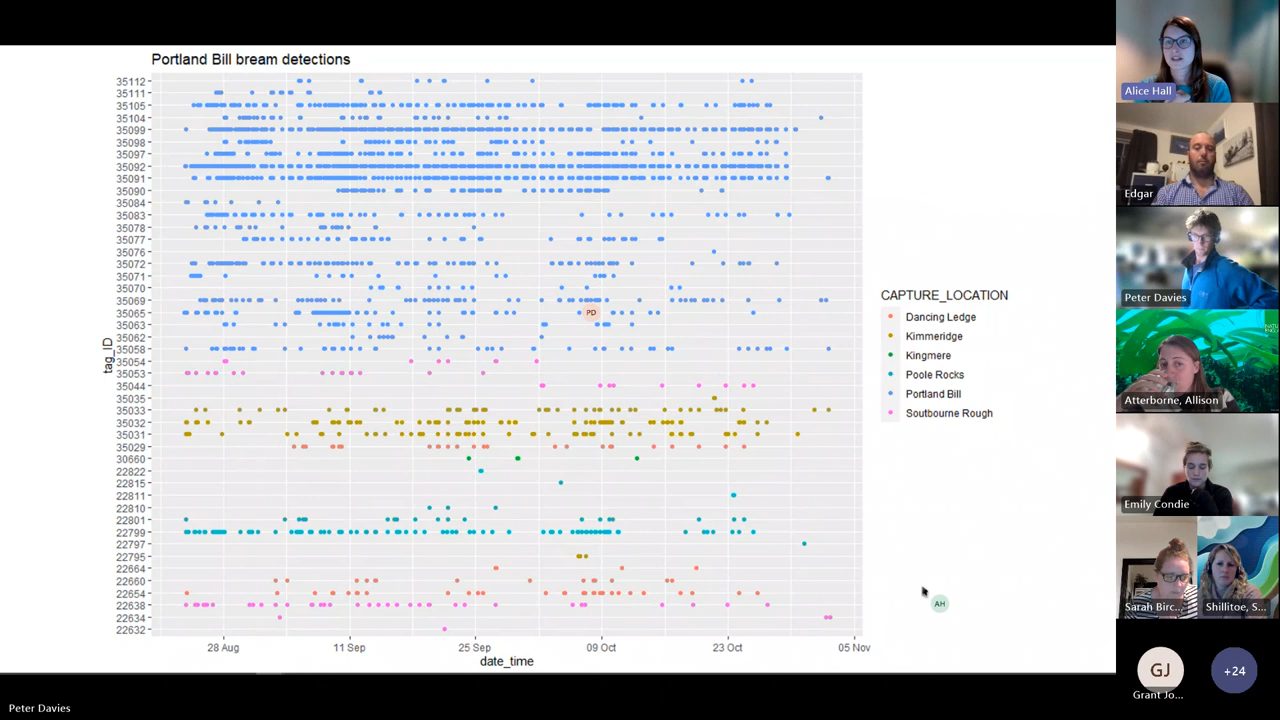 Portland Bill bream detections
35112
35111
35105
35104
35099
35098
35097
35092
35091
35090
35084
35083
35078
35077
35076
35072
35071
35070
35069
35065
35063
35062
35058
35054
35053
35044
35035
35033
35032
35031
35029
30660
22822
22815
22811
22810
22801
22799
22797
22795
22664
22660
22654
22638
22634
22632
tag_ID
28 Aug
11 Sep
25 Sep
09 Oct
23 Oct
05 Nov
date_time
PD
CAPTURE_LOCATION
Dancing Ledge
Kimmeridge
Kingmere
Poole Rocks
Portland Bill
Soutbourne Rough
AH
Alice Hall
Edgar
Peter Davies
Atterborne, Allison
Emily Condie
Sarah Birc...
Shillitoe, S...
GJ
Grant Jo...
+24
Peter Davies